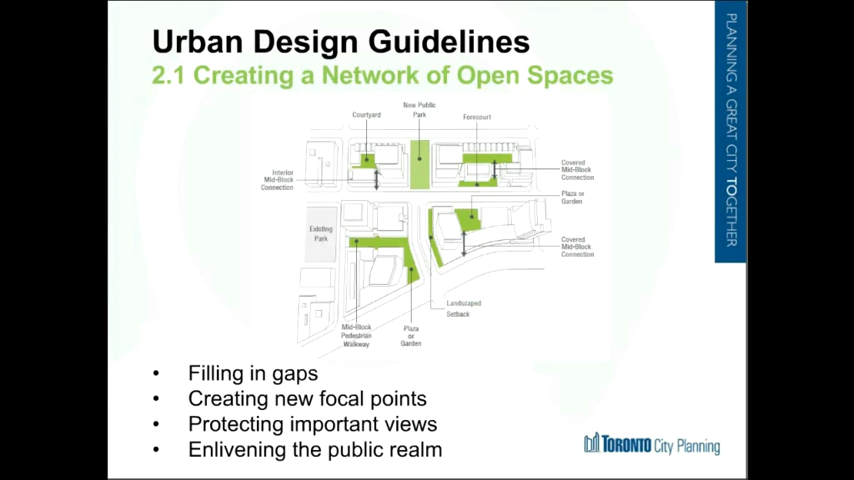 Urban Design Guidelines
2.1 Creating a Network of Open Spaces
PLANNING A GREAT CITY TOGETHER
New Public
Park
Courtyard
Forecourt
Interior
Mid-Block
Connection
Covered
Mid-Block
Connection
Plaza or
Garden
Existing
Park
Covered
Mid-Block
Connection
Landscaped
Setback
Mid-Block
Pedestrian
Walkway
Plaza
or
Garden
• Filling in gaps
• Creating new focal points
• Protecting important views
• Enlivening the public realm
TORONTO City Planning